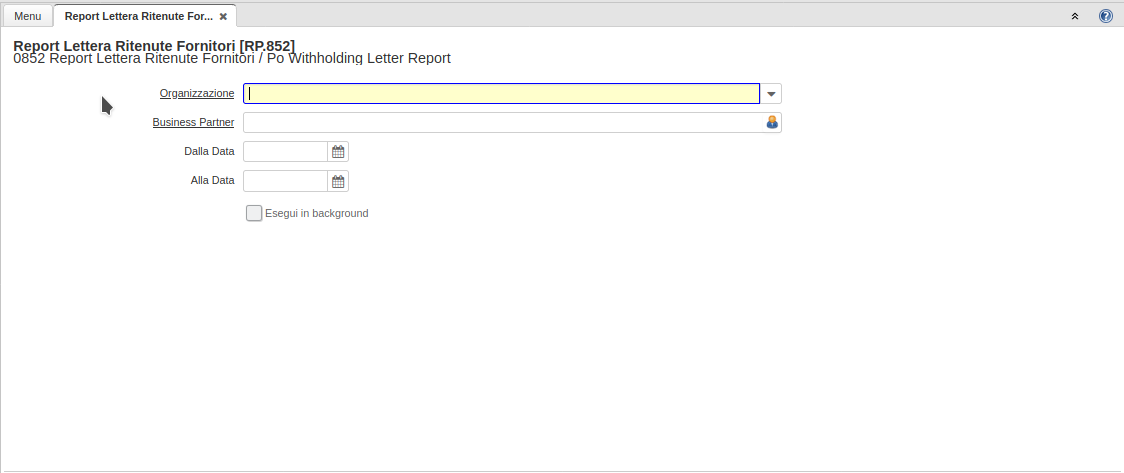 Menu
Report Lettera Ritenute For...
Report Lettera Ritenute Fornitori [RP.852]
0852 Report Lettera Ritenute Fornitori / Po Withholding Letter Report
Organizzazione
Business Partner
Dalla Data
Alla Data
Esegui in background